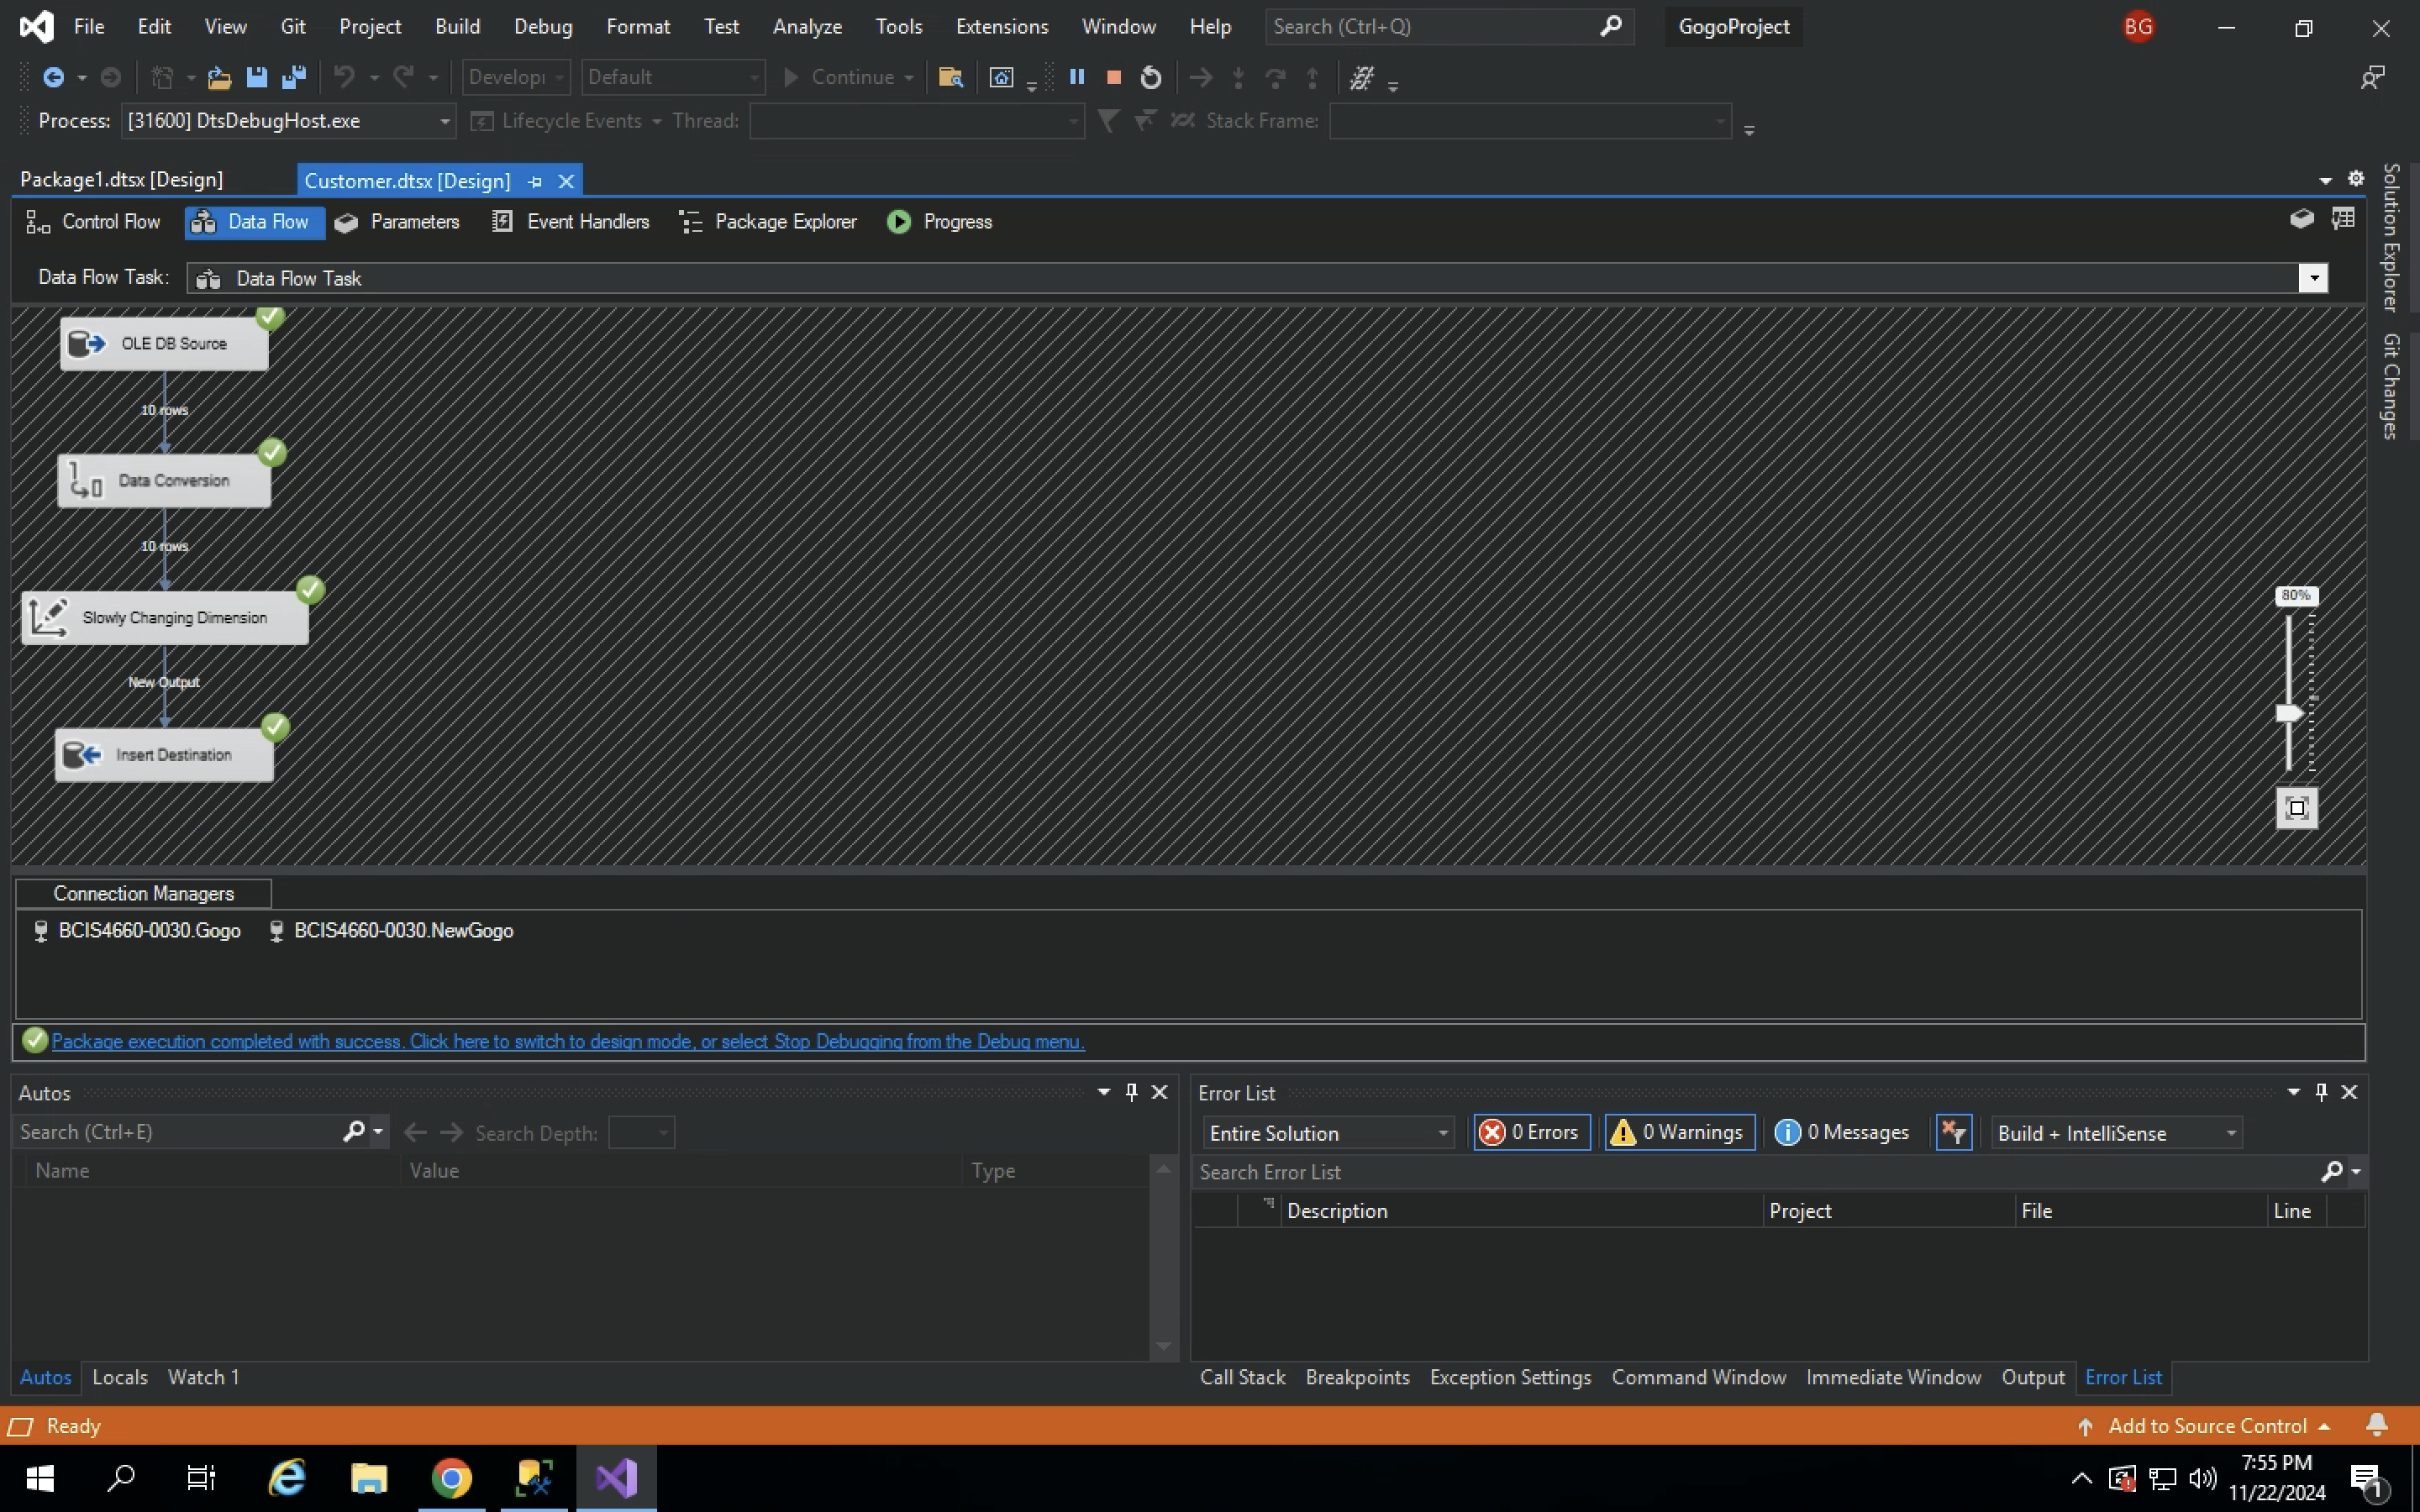 File Edit View Git Project Build Debug Format Test Analyze Tools Extensions Window Help Search (Ctrl+Q) GogoProject BG
Default Continue
Process: [31600] DtsDebugHost.exe Lifecycle Events Thread: Stack Frame:
Package1.dtsx [Design] Customer.dtsx [Design]
Control Flow Data Flow Parameters Event Handlers Package Explorer Progress
Data Flow Task: Data Flow Task
OLE DB Source
10 rows
Data Conversion
10 rows
Slowly Changing Dimension
New Output
Insert Destination
80%
Solution Explorer
Git Changes
Connection Managers
BCIS4660-0030.Gogo BCIS4660-0030.NewGogo
Package execution completed with success. Click here to switch to design mode, or select Stop Debugging from the Debug menu.
Autos
Search (Ctrl+E) Search Depth:
Name Value Type
Autos Locals Watch 1
Error List
Entire Solution 0 Errors 0 Warnings 0 Messages Build + IntelliSense
Search Error List
Description Project File Line
Call Stack Breakpoints Exception Settings Command Window Immediate Window Output Error List
Ready Add to Source Control
7:55 PM
11/22/2024
1